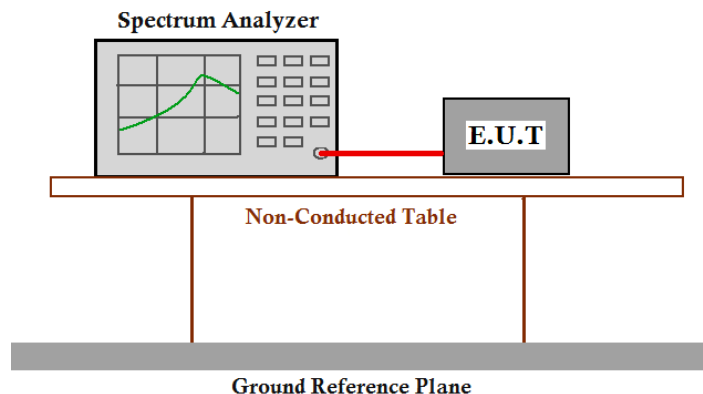 Spectrum Analyzer
E.U.T
Non-Conducted Table
Ground Reference Plane